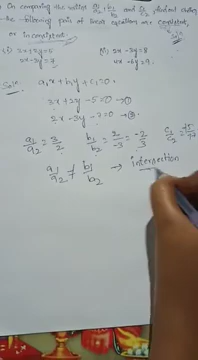 On comparing the ratios a₁/a₂, b₁/b₂ and c₁/c₂ find out whether
the following pair of linear equations are consistent,
or inconsistent.
(i) 3x+2y=5 (ii) 2x-3y=8
2x-3y=7 4x-6y=9
Soln:- a₁x+b₁y+c₁=0
3x+2y-5=0 → ①
2x-3y-7=0 → ②
a₁/a₂ = 3/2 b₁/b₂ = 2/-3 = -2/3 c₁/c₂
a₁/a₂ ≠ b₁/b₂ → intersection